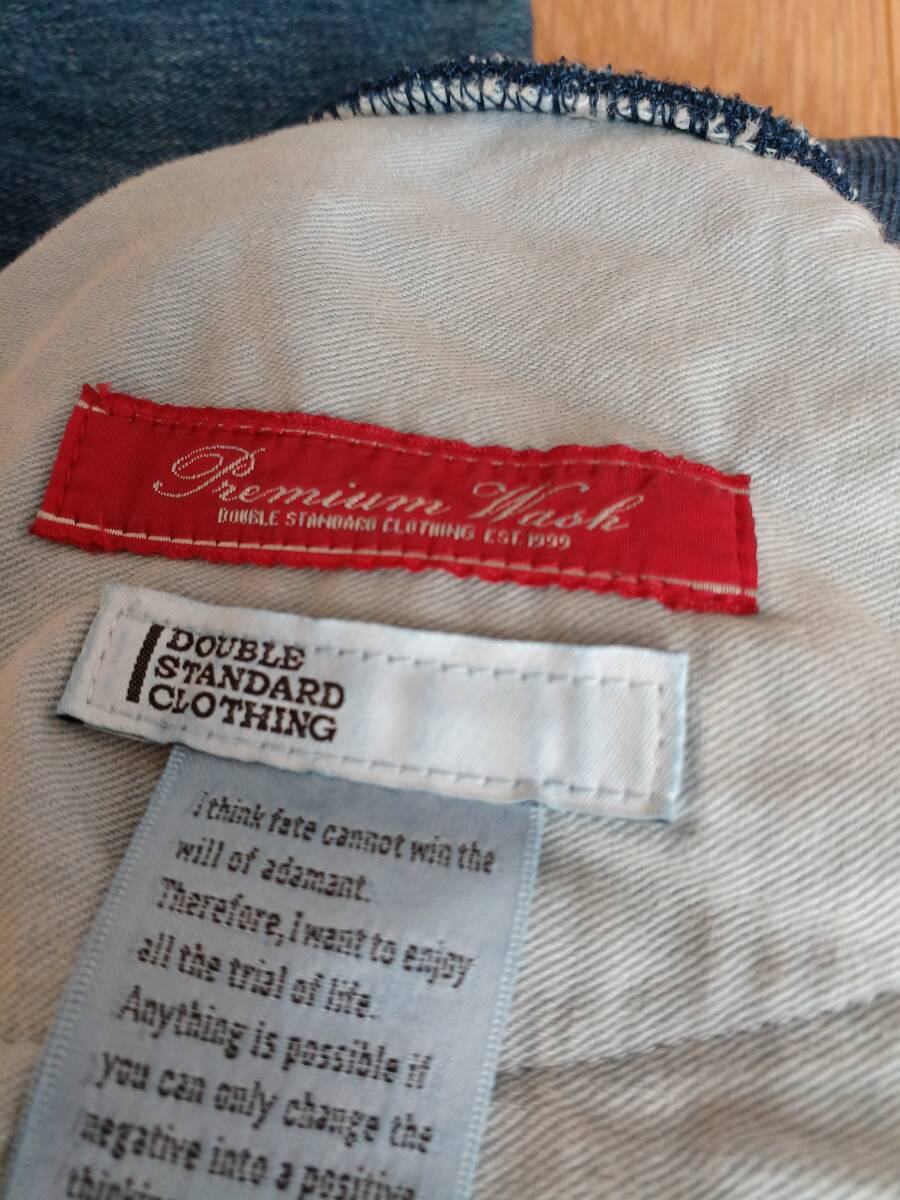 Premium Wash
DOUBLE STANDARD CLOTHING EST. 1999
DOUBLE
STANDARD
CLOTHING
I think fate cannot win the
will of adamant.
Therefore, I want to enjoy
all the trial of life.
Anything is possible if
you can only change the
negative into a positive